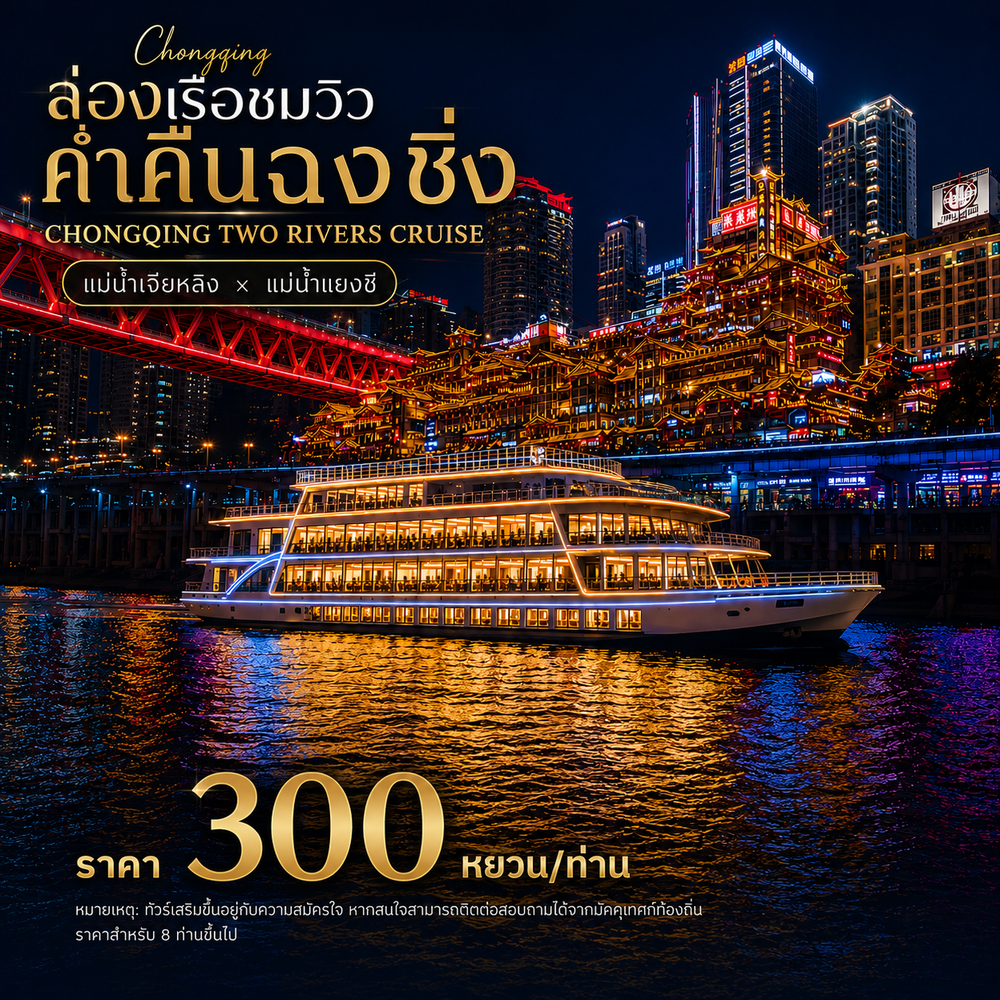 Chongqing
ล่องเรือชมวิว
ค่ำคืนฉงชิ่ง
CHONGQING TWO RIVERS CRUISE
แม่น้ำเจียหลิง × แม่น้ำแยงซี
ราคา 300 หยวน/ท่าน
หมายเหตุ: ทัวร์เสริมขึ้นอยู่กับความสมัครใจ หากสนใจสามารถติดต่อสอบถามได้จากมัคคุเทศก์ท้องถิ่น
ราคาสำหรับ 8 ท่านขึ้นไป